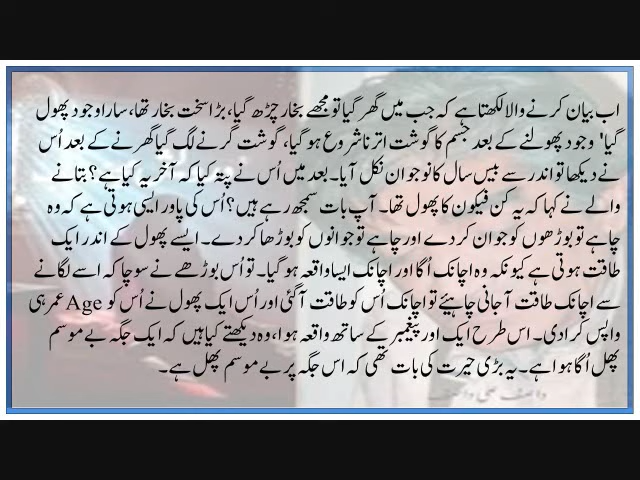 اب بیان کرنے والا لکھتا ہے کہ جب میں گھر گیا تو مجھے بخار چڑھ گیا، بڑا سخت بخار تھا، سارا وجود پھول
گیا' وجود پھولنے کے بعد جسم کا گوشت اترنا شروع ہو گیا، گوشت گرنے لگ گیا گھرنے کے بعد اُس
نے دیکھا تو اندر سے بیس سال کا نوجوان نکل آیا۔ بعد میں اُس نے پتہ کیا کہ آخر یہ کیا ہے؟ بتانے
والے نے کہا کہ یہ کن فیکون کا پھول تھا۔ آپ بات سمجھ رہے ہیں؟ اُس کی پاور ایسی ہوتی ہے کہ وہ
چاہے تو بوڑھوں کو جوان کر دے اور چاہے تو جوانوں کو بوڑھا کر دے۔ ایسے پھول کے اندر ایک
طاقت ہوتی ہے کیونکہ وہ اچانک اُگا اور اچانک ایسا واقعہ ہو گیا۔ تو اُس بوڑھے نے سوچا کہ اسے لگانے
سے اچانک طاقت آ جانی چاہیئے تو اچانک اُس کو طاقت آ گئی اور اُس ایک پھول نے اُس کو Age عمر ہی
واپس کرا دی۔ اس طرح ایک اور پیغمبر کے ساتھ واقعہ ہوا، وہ دیکھتے کیا ہیں کہ ایک جگہ بے موسم
پھل اُگا ہوا ہے۔ یہ بڑی حیرت کی بات تھی کہ اس جگہ پر بے موسم پھل ہے۔
واصف علی واصف